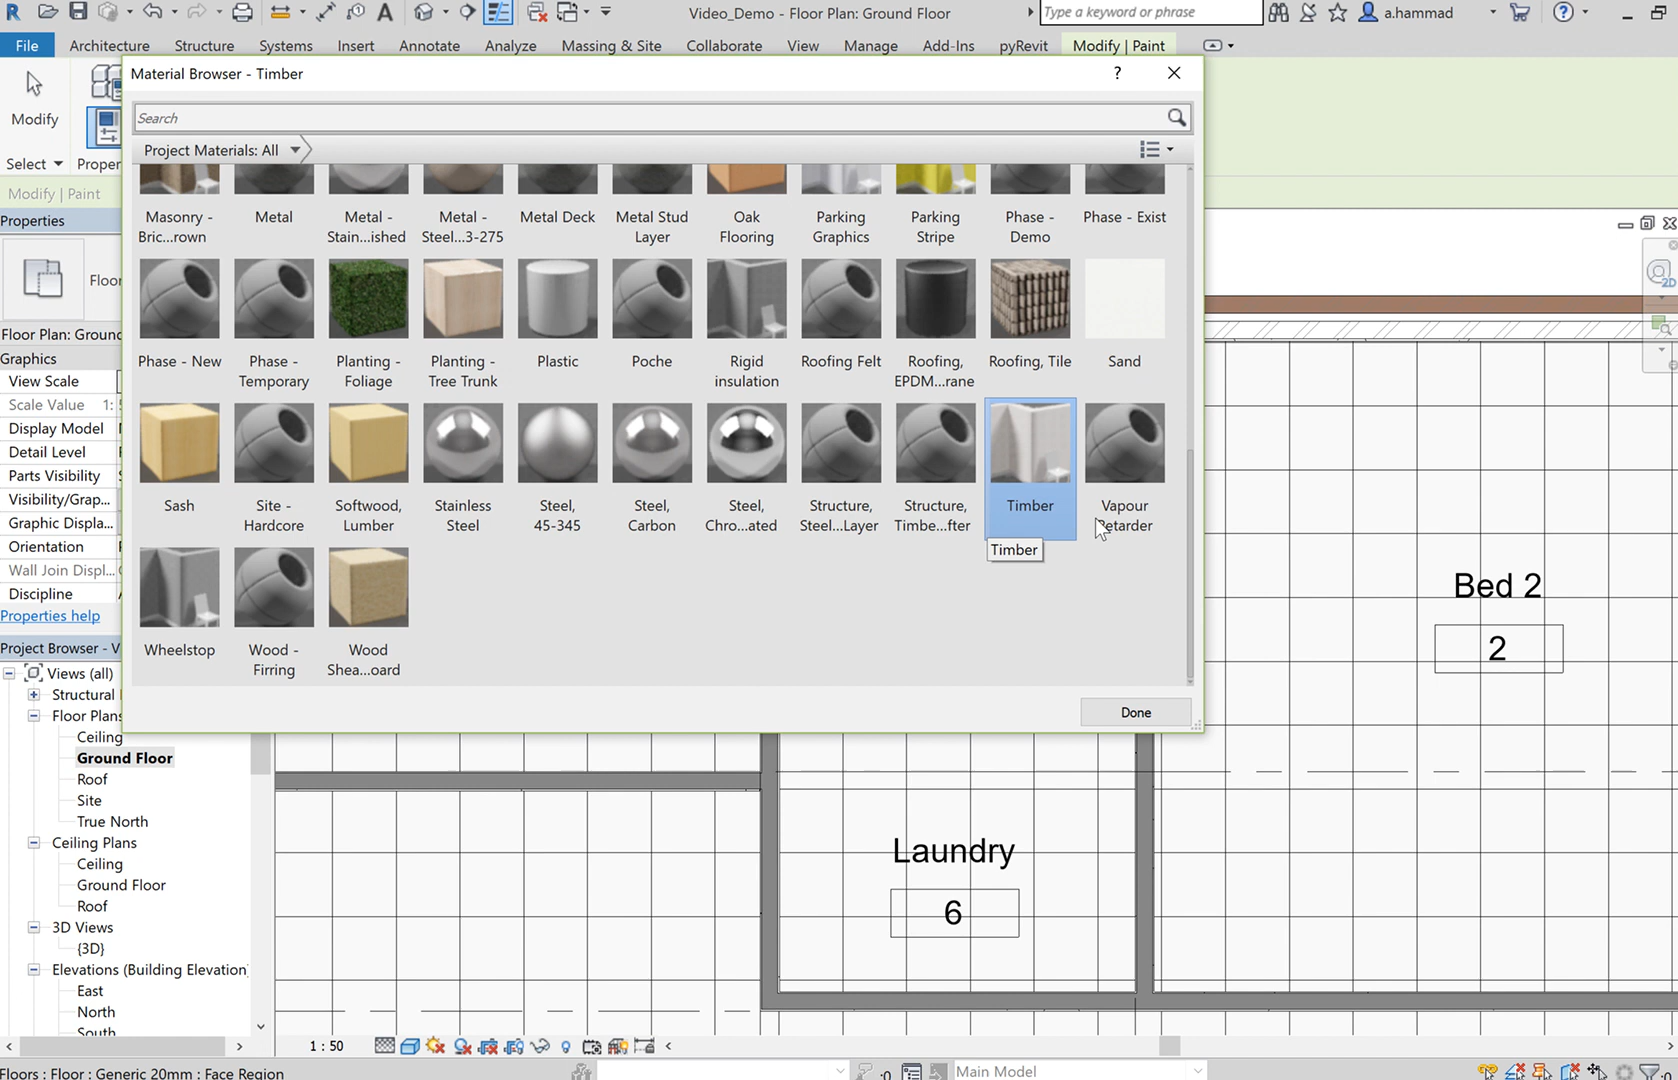 Video_Demo - Floor Plan: Ground Floor
Type a keyword or phrase
a.hammad
File Architecture Structure Systems Insert Annotate Analyze Massing & Site Collaborate View Manage Add-Ins pyRevit Modify | Paint
Modify
Select
Proper
Modify | Paint
Material Browser - Timber
Search
Project Materials: All
Masonry - Bric...rown
Metal
Metal - Stain...ished
Metal - Steel...3-275
Metal Deck
Metal Stud Layer
Oak Flooring
Parking Graphics
Parking Stripe
Phase - Demo
Phase - Exist
Phase - New
Phase - Temporary
Planting - Foliage
Planting - Tree Trunk
Plastic
Poche
Rigid insulation
Roofing Felt
Roofing, EPDM...rane
Roofing, Tile
Sand
Sash
Site - Hardcore
Softwood, Lumber
Stainless Steel
Steel, 45-345
Steel, Carbon
Steel, Chro...ated
Structure, Steel...Layer
Structure, Timbe...fter
Timber
Vapour Retarder
Timber
Wheelstop
Wood - Firring
Wood Shea...oard
Done
Properties
Floor
Floor Plan: Ground
Graphics
View Scale
Scale Value 1:
Display Model
Detail Level
Parts Visibility
Visibility/Grap...
Graphic Displa...
Orientation
Wall Join Displ...
Discipline
Properties help
Project Browser - V
Views (all)
Structural
Floor Plans
Ceiling
Ground Floor
Roof
Site
True North
Ceiling Plans
Ceiling
Ground Floor
Roof
3D Views
{3D}
Elevations (Building Elevation)
East
North
South
2D
Bed 2
2
Laundry
6
1 : 50
Floors : Floor : Generic 20mm : Face Region
:0
Main Model
:0